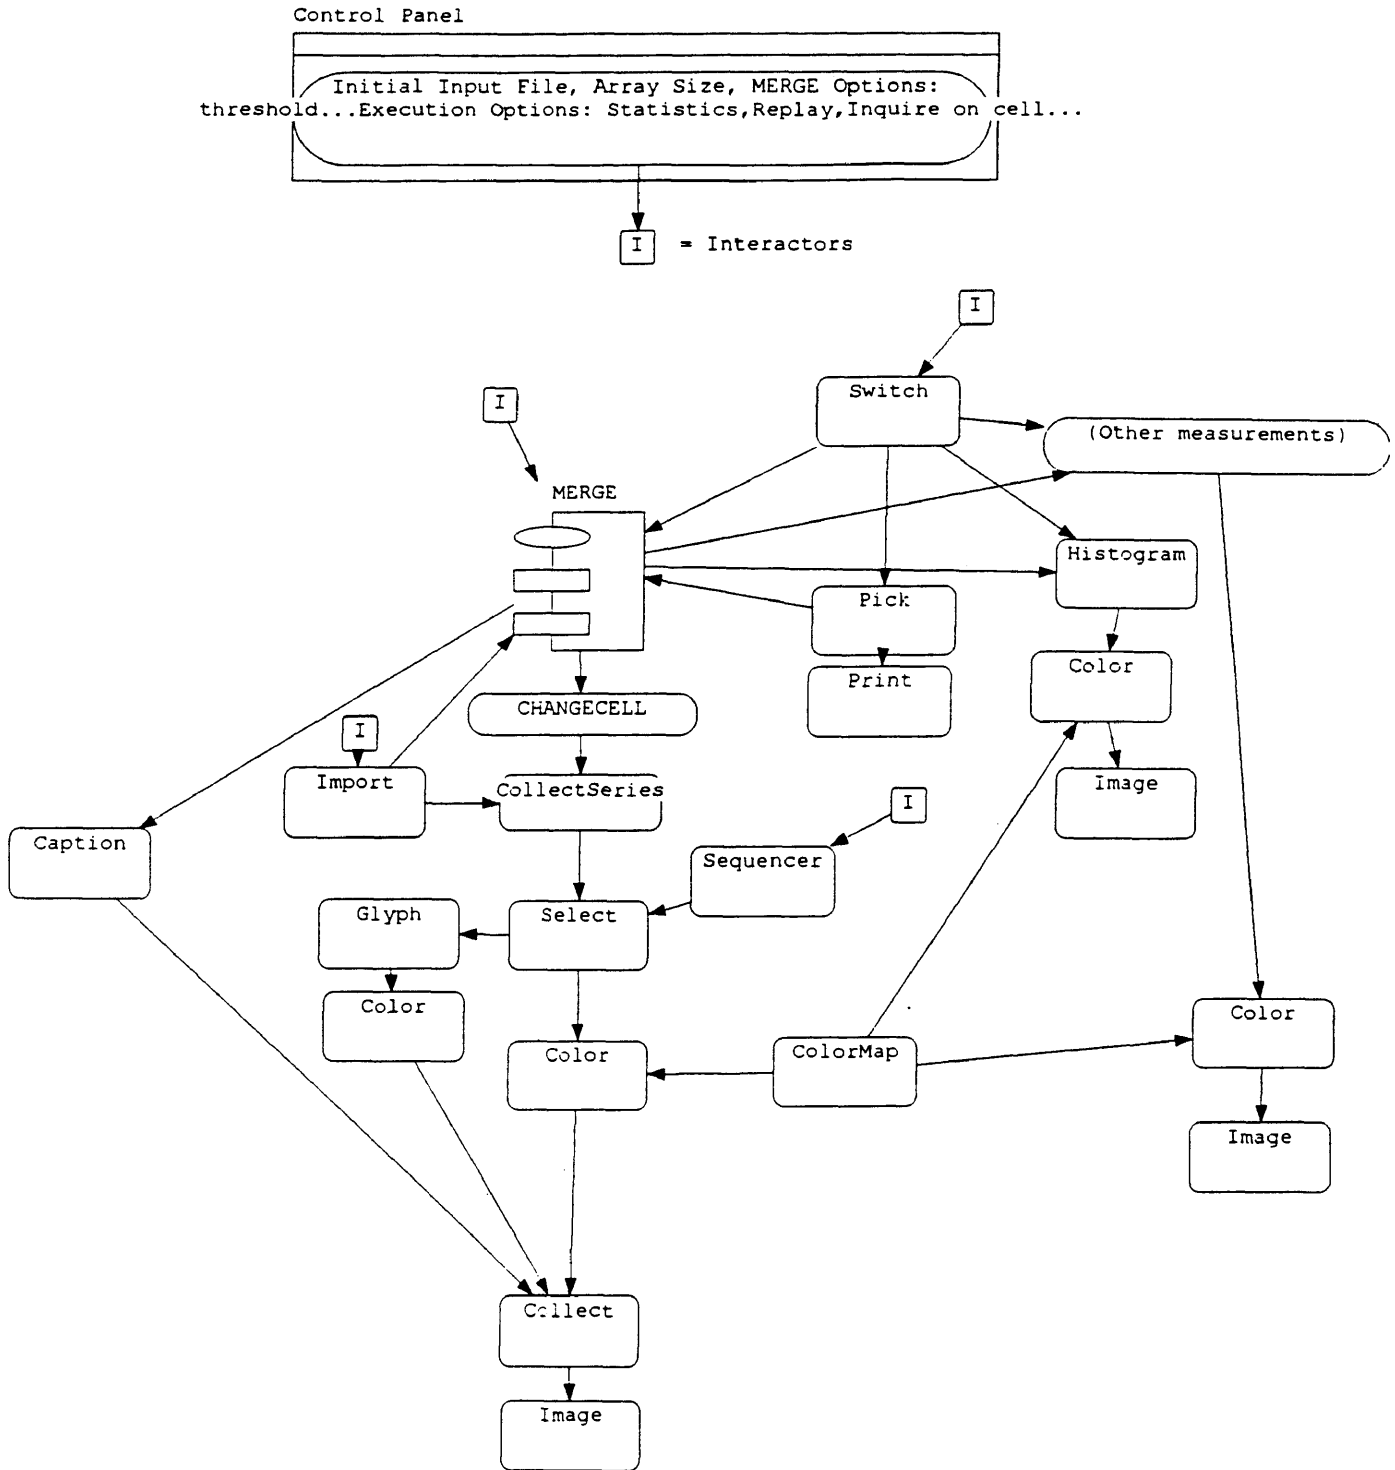 Control Panel
Initial Input File, Array Size, MERGE Options:
threshold...Execution Options: Statistics,Replay,Inquire on cell...
I = Interactors
I
Switch
I
(Other measurements)
MERGE
Histogram
Pick
Color
Print
CHANGECELL
I
Import
CollectSeries
Image
I
Caption
Sequencer
Glyph
Select
Color
Color
Color
ColorMap
Image
Collect
Image